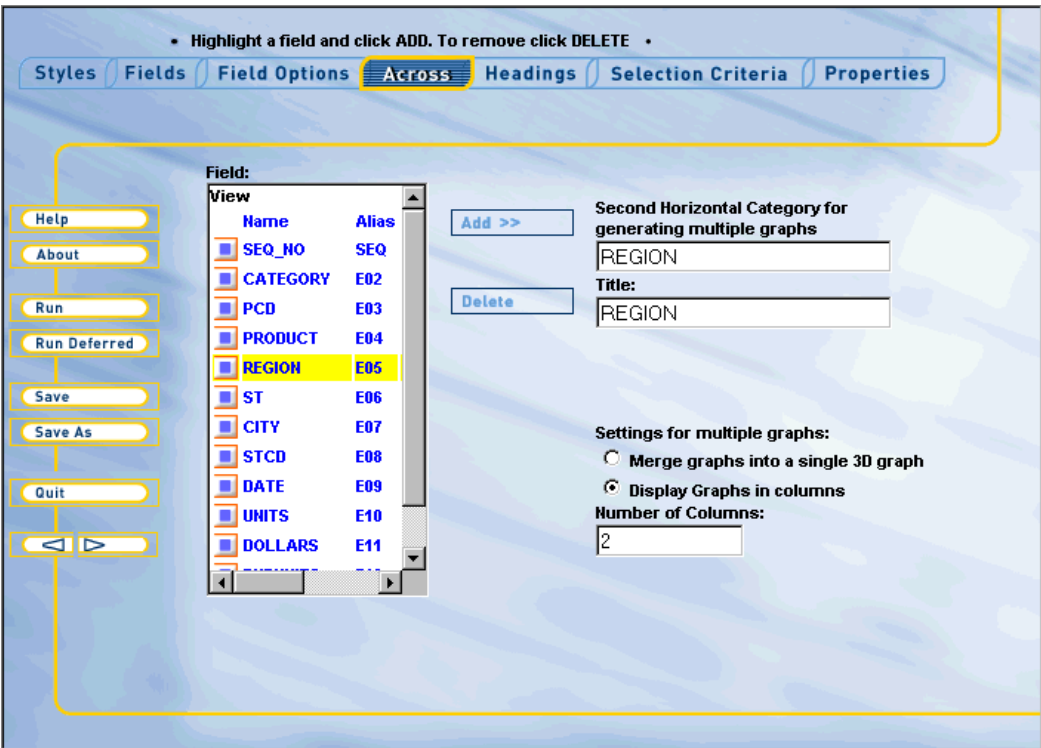 • Highlight a field and click ADD. To remove click DELETE •
Styles Fields Field Options Across Headings Selection Criteria Properties
Help
About
Run
Run Deferred
Save
Save As
Quit
Field:
View
Name Alias
SEQ_NO SEQ
CATEGORY E02
PCD E03
PRODUCT E04
REGION E05
ST E06
CITY E07
STCD E08
DATE E09
UNITS E10
DOLLARS E11
Add >>
Delete
Second Horizontal Category for
generating multiple graphs
REGION
Title:
REGION
Settings for multiple graphs:
Merge graphs into a single 3D graph
Display Graphs in columns
Number of Columns:
2